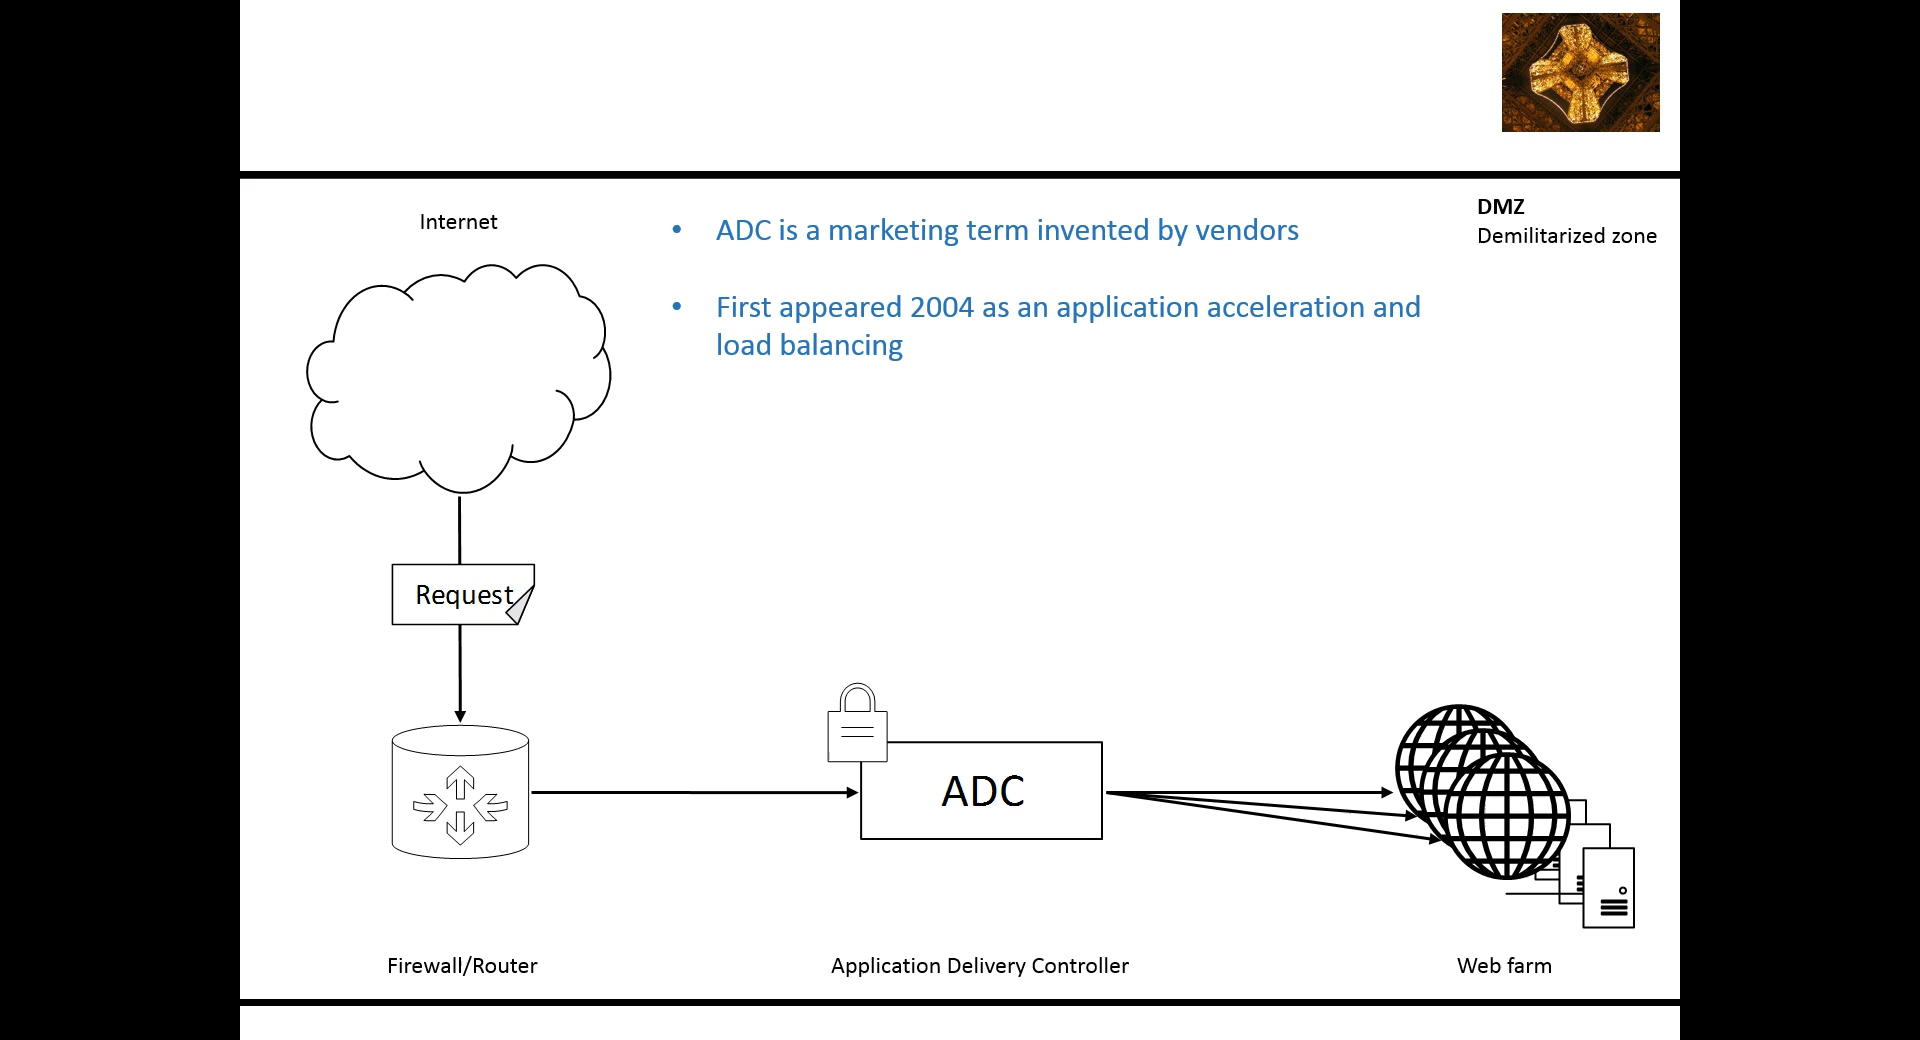 Internet
• ADC is a marketing term invented by vendors
• First appeared 2004 as an application acceleration and
load balancing
DMZ
Demilitarized zone
Request
ADC
Firewall/Router
Application Delivery Controller
Web farm